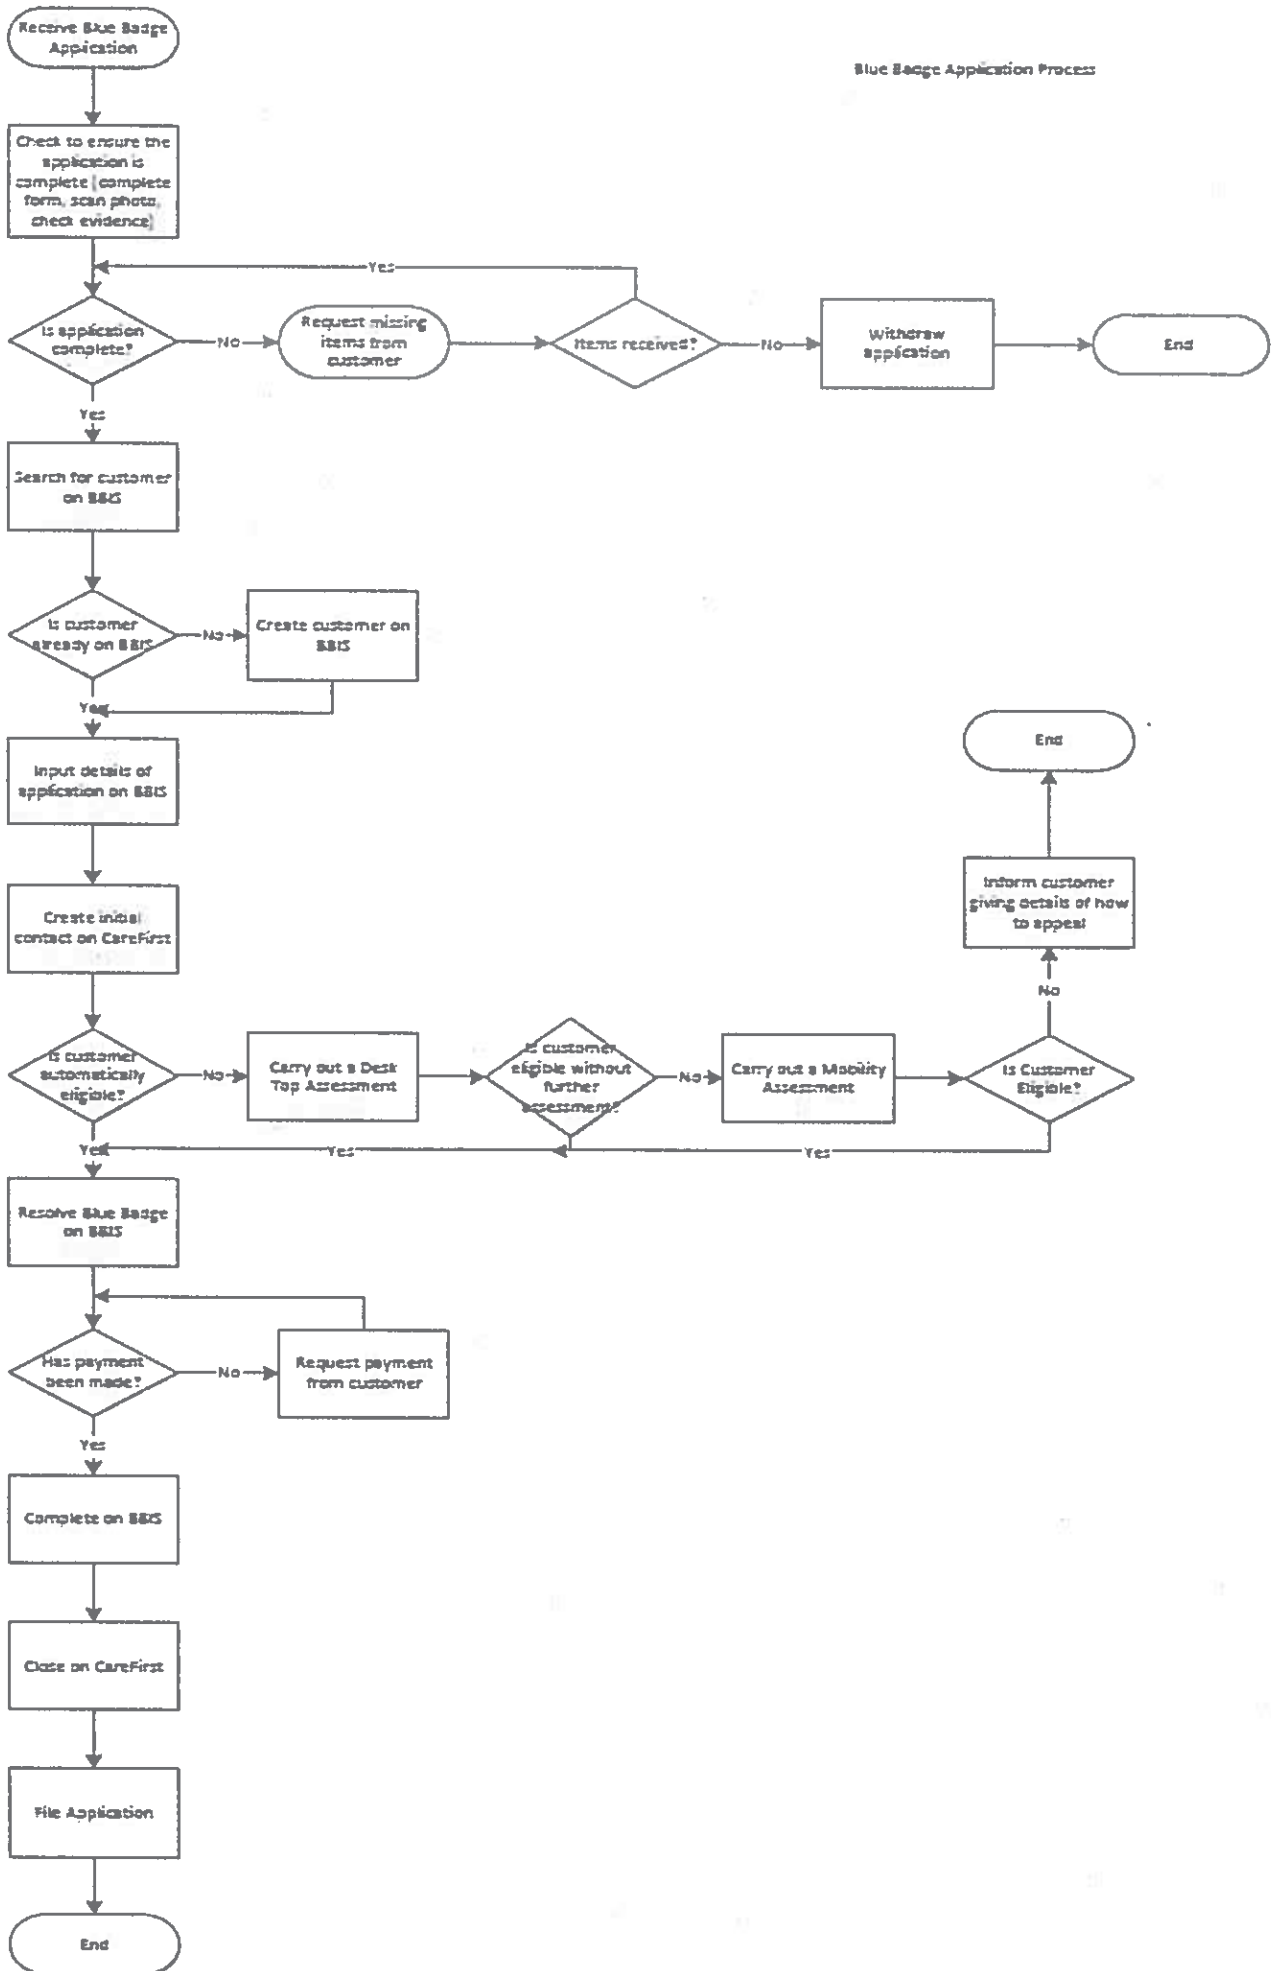 Receive Blue Badge
Application
Blue Badge Application Process
Check to ensure the
application is
complete (complete
form, scan photo,
check evidence)
Yes
Is application
complete?
No
Request missing
items from
customer
Items received?
No
Withdraw
application
End
Yes
Search for customer
on BBIS
Is customer
already on BBIS
No
Create customer on
BBIS
Yes
Input details of
application on BBIS
End
Create initial
contact on CareFirst
Inform customer
giving details of how
to appeal
No
Is customer
automatically
eligible?
No
Carry out a Desk
Top Assessment
Is customer
eligible without
further
assessment?
No
Carry out a Mobility
Assessment
Is Customer
Eligible?
Yes
Yes
Yes
Resolve Blue Badge
on BBIS
Has payment
been made?
No
Request payment
from customer
Yes
Complete on BBIS
Close on CareFirst
File Application
End